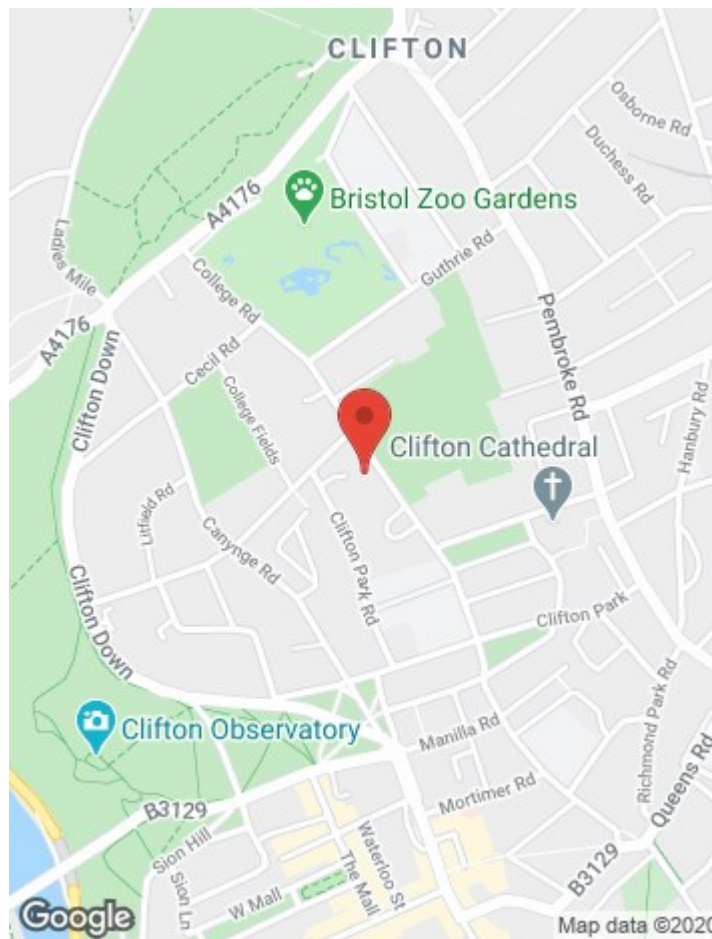 CLIFTON
Osborne Rd
Duchess Rd
A4176
Bristol Zoo Gardens
Ladies Mile
Guthrie Rd
College Rd
A4176
Pembroke Rd
Cecil Rd
Clifton Down
College Fields
Hanbury Rd
Clifton Cathedral
Litfield Rd
Canynge Rd
Clifton Park Rd
Clifton Down
Clifton Park
Richmond Park Rd
Clifton Observatory
Manilla Rd
Queens Rd
Mortimer Rd
B3129
Sion Hill
Waterloo St
The Mall
B3129
Sion Ln
W Mall
Google
Map data ©2020